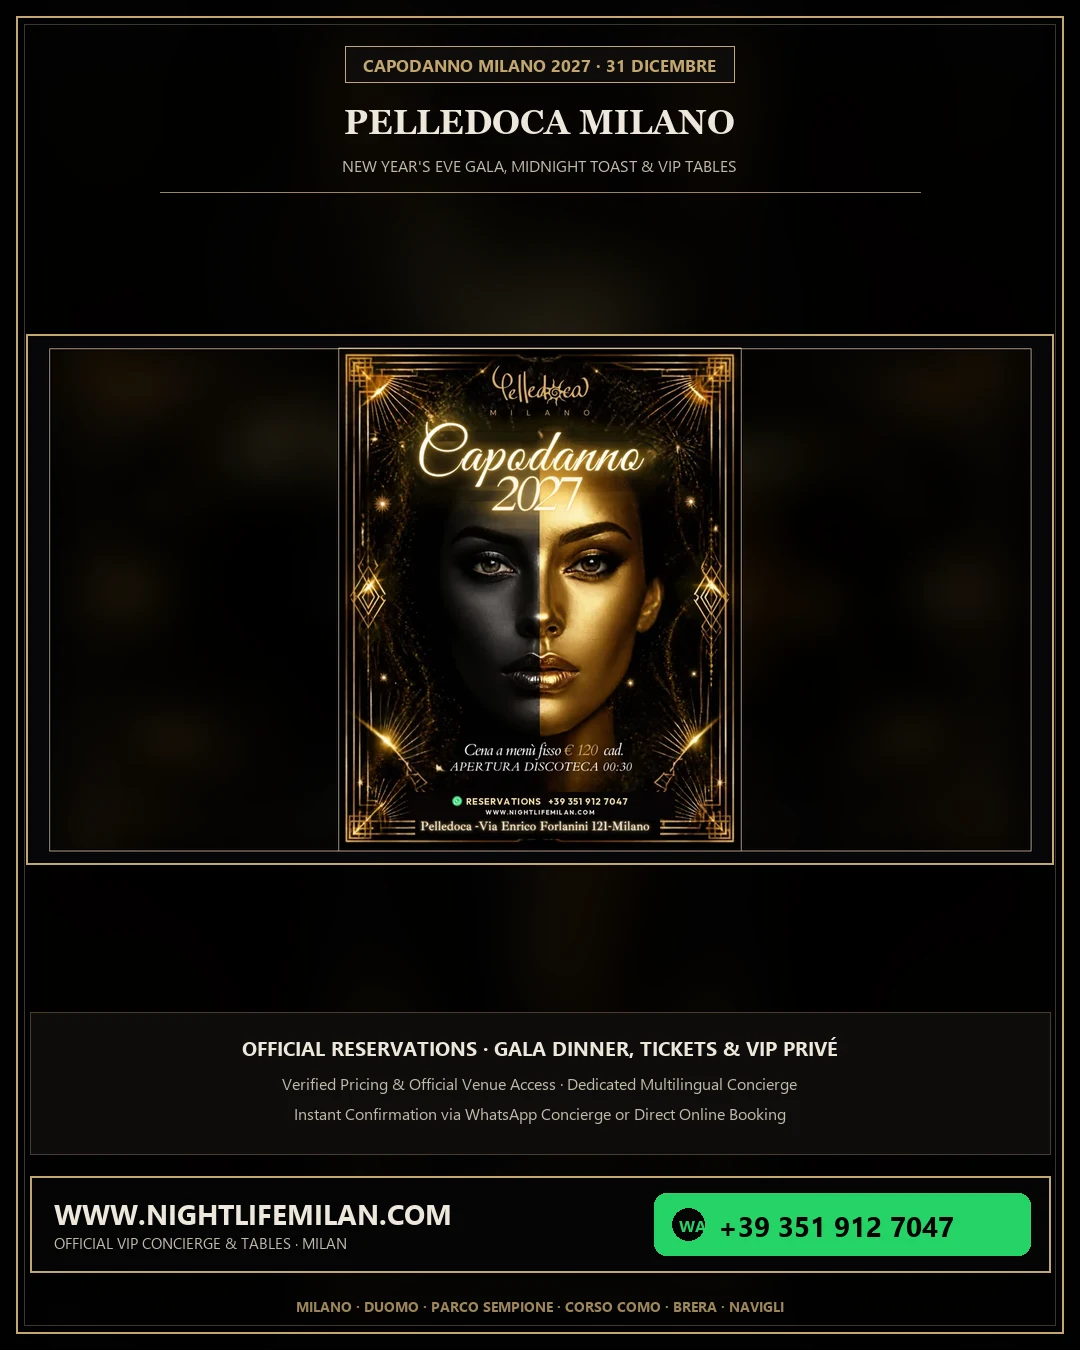 CAPODANNO MILANO 2027 · 31 DICEMBRE
PELLEDOCA MILANO
NEW YEAR'S EVE GALA, MIDNIGHT TOAST & VIP TABLES
Pelledoca
MILANO
Capodanno
2027
Cena a menù fisso € 120 cad.
APERTURA DISCOTECA 00:30
RESERVATIONS +39 351 912 7047
WWW.NIGHTLIFEMILAN.COM
Pelledoca -Via Enrico Forlanini 121-Milano
OFFICIAL RESERVATIONS · GALA DINNER, TICKETS & VIP PRIVÉ
Verified Pricing & Official Venue Access · Dedicated Multilingual Concierge
Instant Confirmation via WhatsApp Concierge or Direct Online Booking
WWW.NIGHTLIFEMILAN.COM
OFFICIAL VIP CONCIERGE & TABLES · MILAN
WA +39 351 912 7047
MILANO · DUOMO · PARCO SEMPIONE · CORSO COMO · BRERA · NAVIGLI